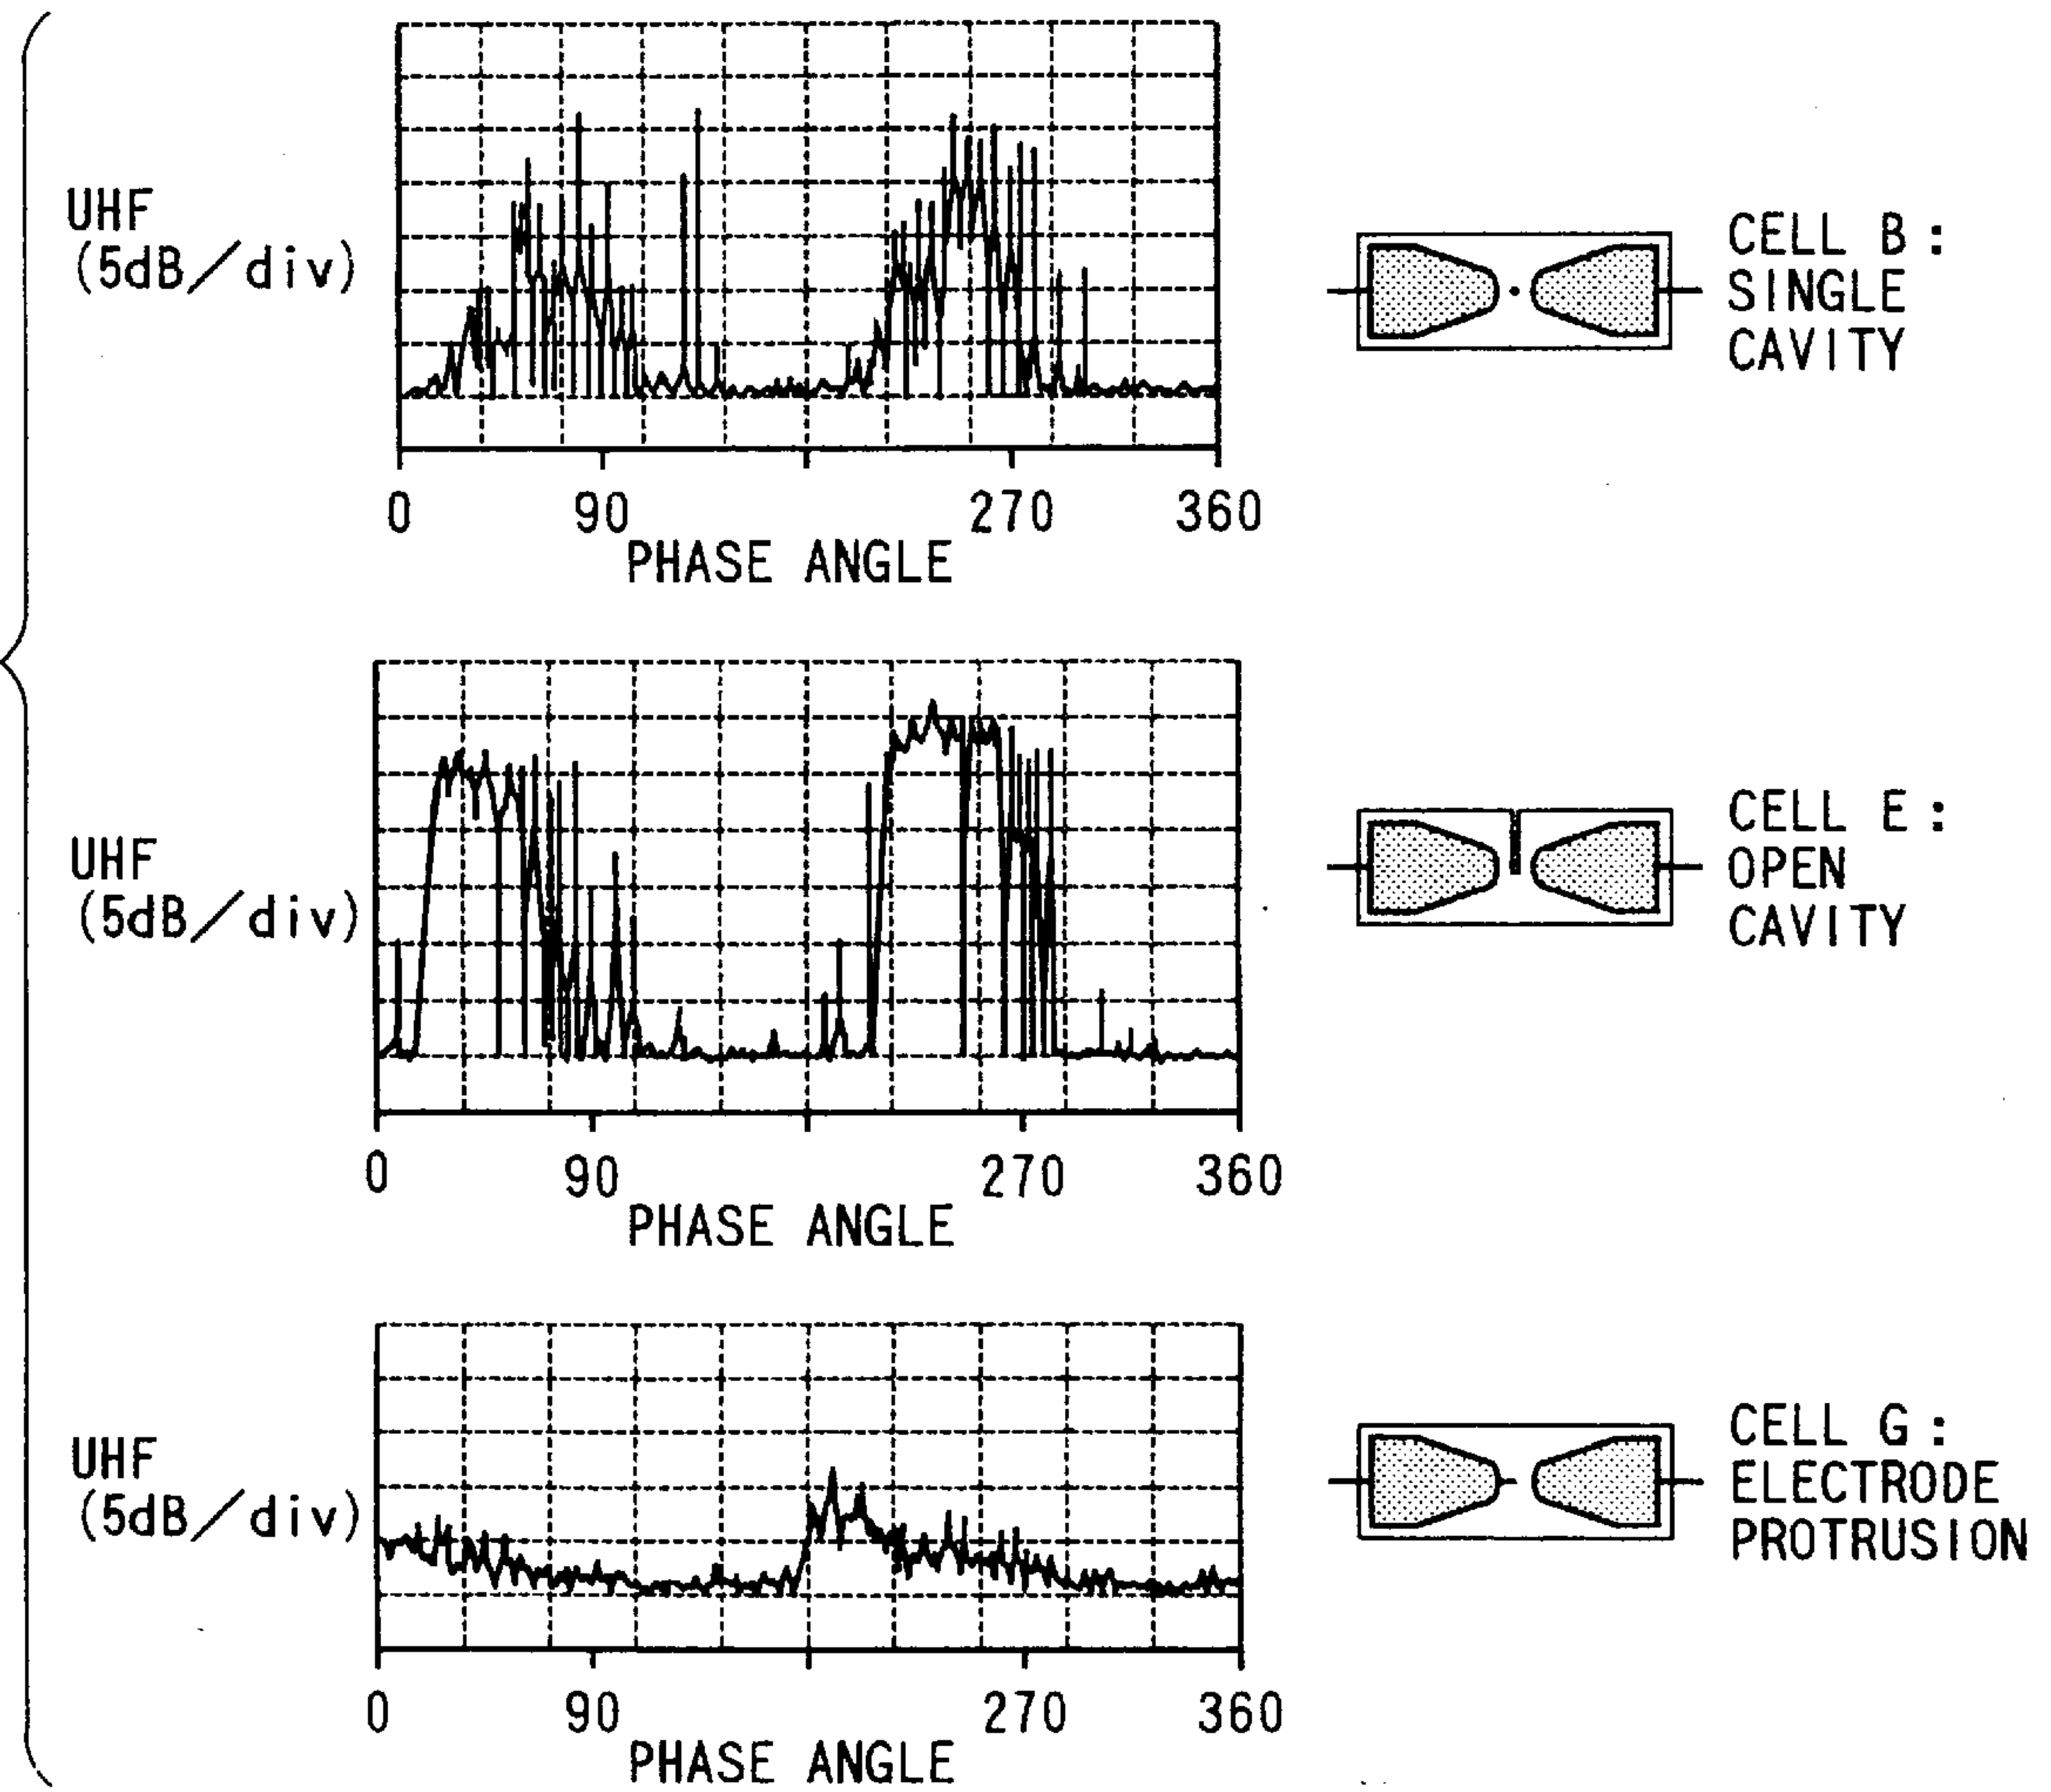 UHF
(5dB/div)
0 90 270 360
PHASE ANGLE
CELL B:
SINGLE
CAVITY
UHF
(5dB/div)
0 90 270 360
PHASE ANGLE
CELL E:
OPEN
CAVITY
UHF
(5dB/div)
0 90 270 360
PHASE ANGLE
CELL G:
ELECTRODE
PROTRUSION